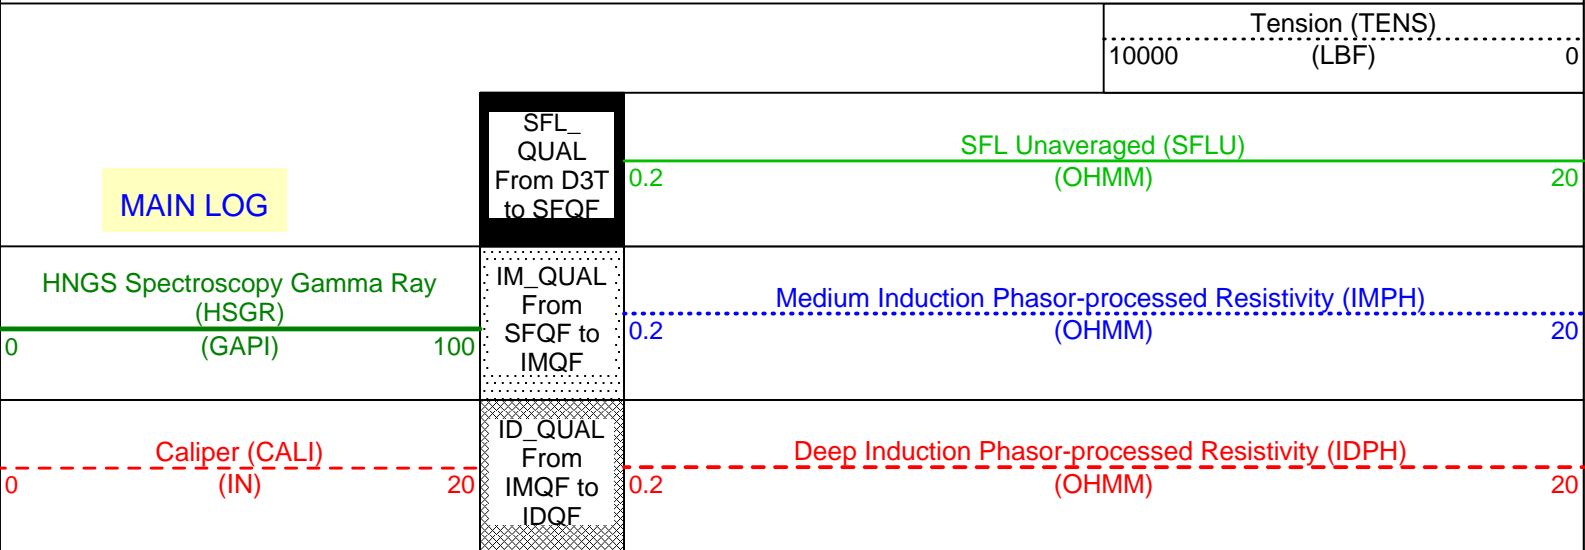 Tension (TENS)
10000 (LBF) 0
SFL_
QUAL
From D3T
to SFQF
SFL Unaveraged (SFLU)
0.2 (OHMM) 20
MAIN LOG
HNGS Spectroscopy Gamma Ray
(HSGR)
0 (GAPI) 100
IM_QUAL
From
SFQF to
IMQF
Medium Induction Phasor-processed Resistivity (IMPH)
0.2 (OHMM) 20
Caliper (CALI)
0 (IN) 20
ID_QUAL
From
IMQF to
IDQF
Deep Induction Phasor-processed Resistivity (IDPH)
0.2 (OHMM) 20